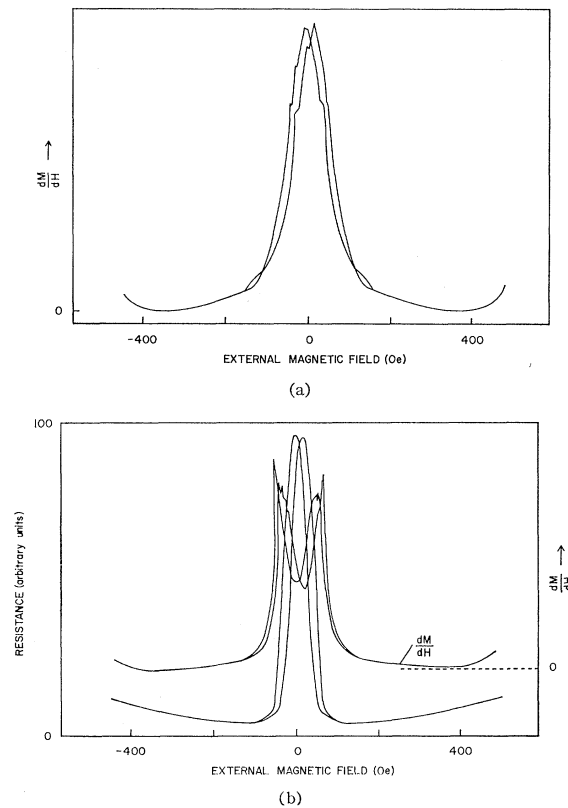 dM
dH
0
-400
0
400
EXTERNAL MAGNETIC FIELD (Oe)
(a)
100
RESISTANCE (arbitrary units)
0
dM
dH
dM
dH
0
-400
0
400
EXTERNAL MAGNETIC FIELD (Oe)
(b)